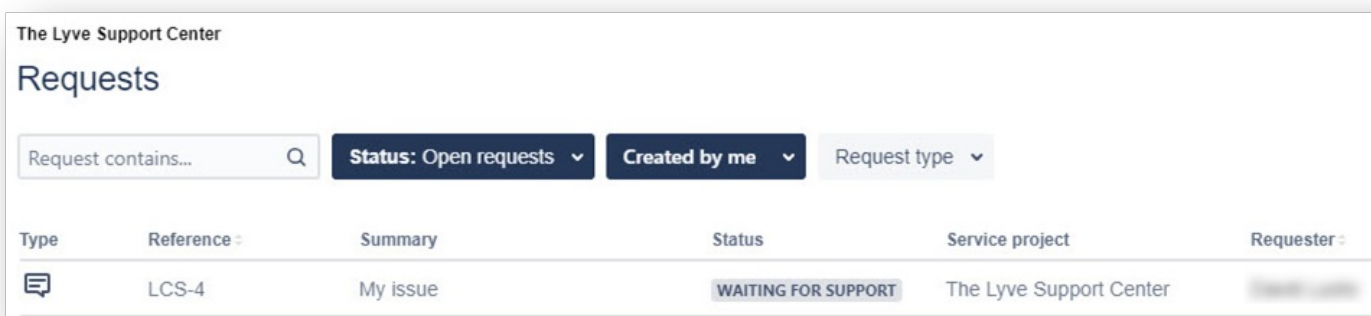 The Lyve Support Center
Requests
Request contains... Status: Open requests Created by me Request type
Type Reference Summary Status Service project Requester
LCS-4 My issue WAITING FOR SUPPORT The Lyve Support Center